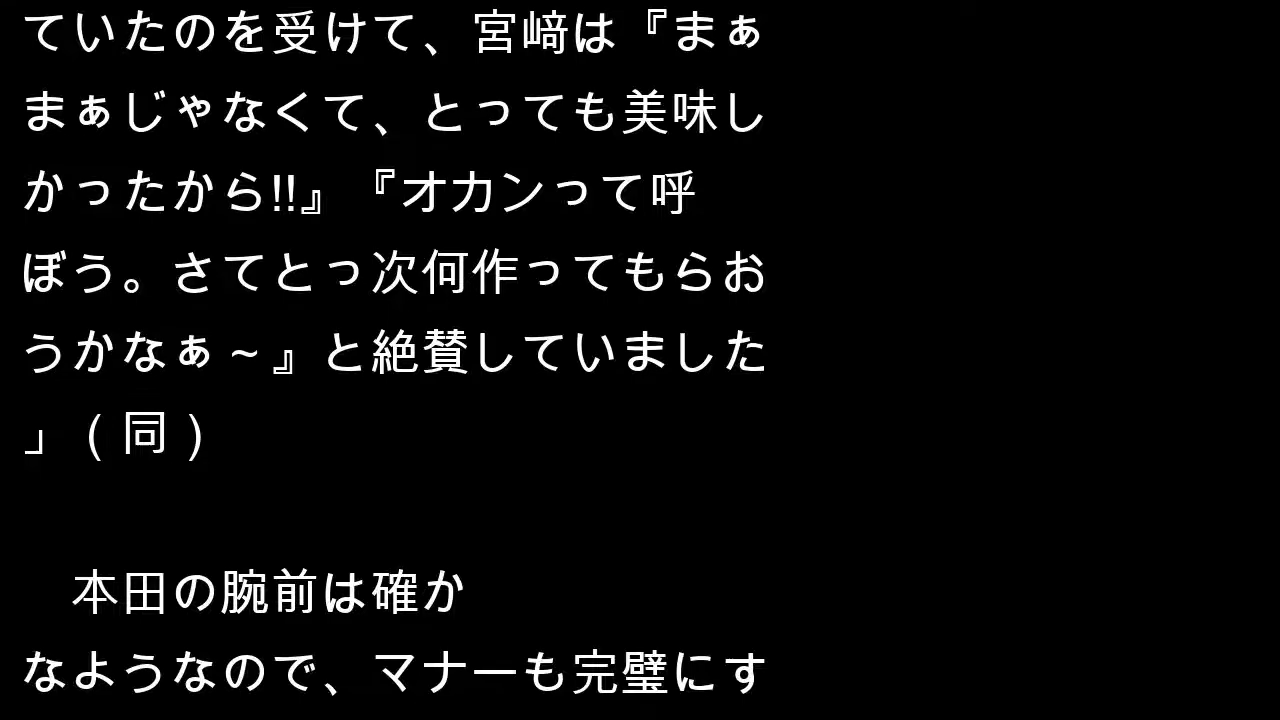 ていたのを受けて、宮﨑は『まぁ
まぁじゃなくて、とっても美味し
かったから!!』『オカンって呼
ぼう。さてとっ次何作ってもらお
うかなぁ～』と絶賛していました
」(同)
本田の腕前は確か
なようなので、マナーも完璧にす